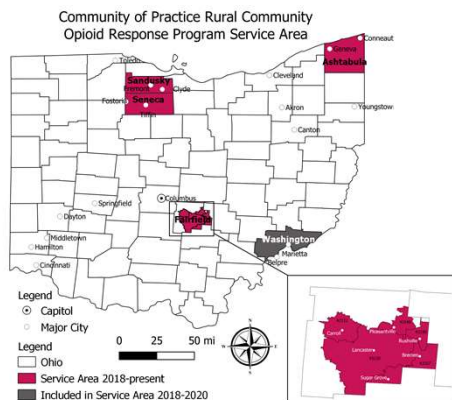 Community of Practice Rural Community
Opioid Response Program Service Area
Conneaut
Geneva
Ashtabula
Toledo
Cleveland
Sandusky
Fremont
Clyde
Fostoria
Seneca
Tiffin
Akron
Youngstown
Canton
Columbus
Springfield
Dayton
Fairfield
Middletown
Hamilton
Cincinnati
Washington
Marietta
Belpre
Legend
Capitol
Major City
Legend
Ohio
Service Area 2018-present
Included in Service Area 2018-2020
0 25 50 mi
N
Carroll
Pleasantville
Rushville
Lancaster
Bremen
Sugar Grove